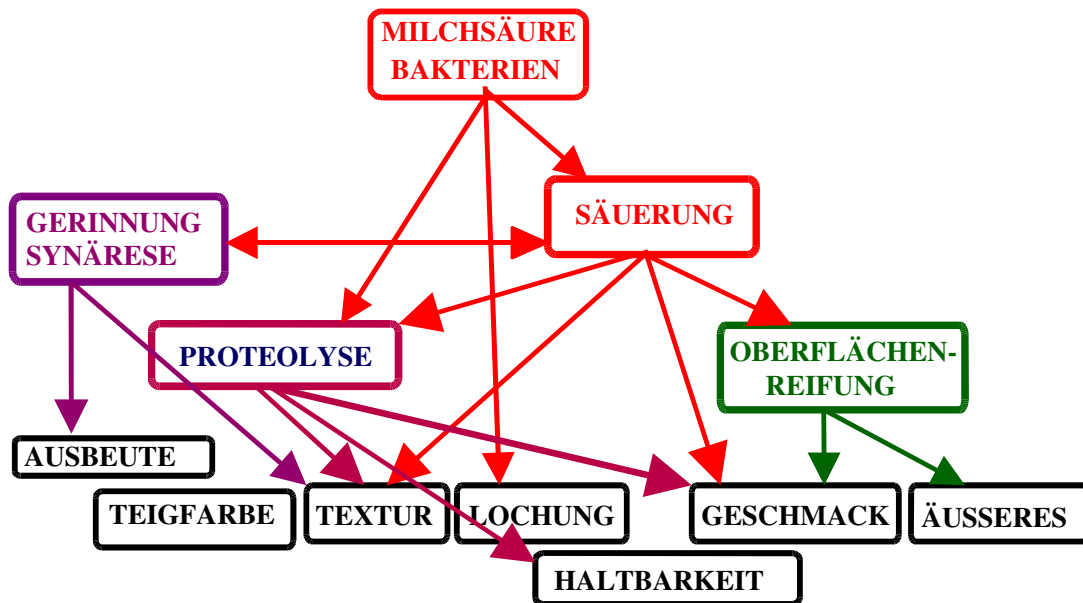 MILCHSÄURE
BAKTERIEN
GERINNUNG
SYNÄRESE
SÄUERUNG
PROTEOLYSE
OBERFLÄCHEN-
REIFUNG
AUSBEUTE
TEIGFARBE
TEXTUR
LOCHUNG
GESCHMACK
ÄUSSERES
HALTBARKEIT